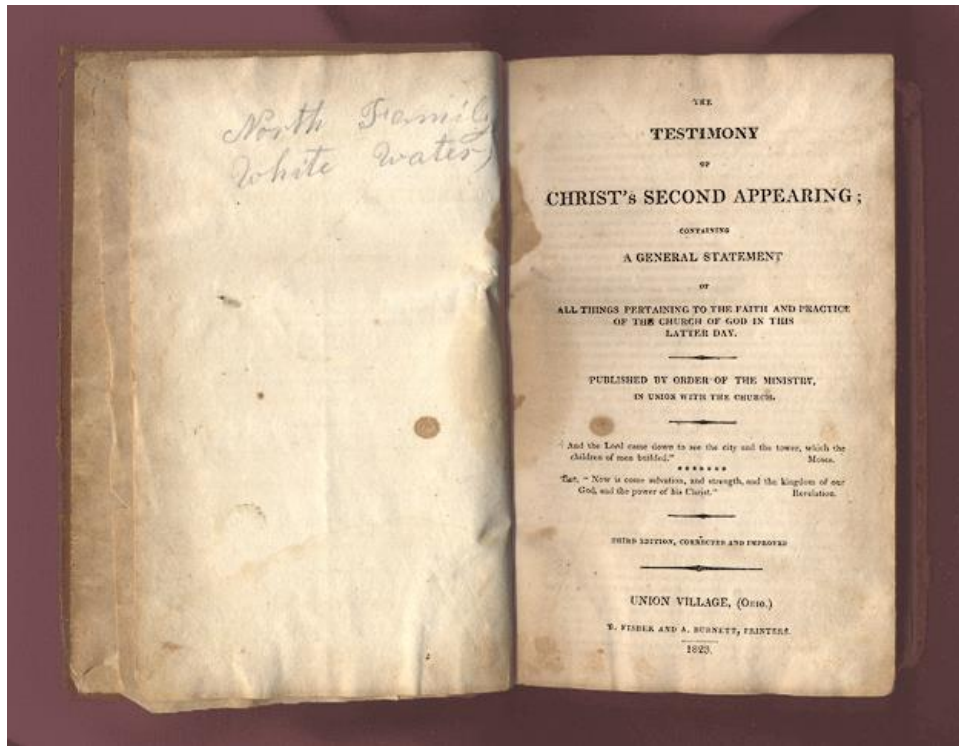 North Family
White Water,
THE
TESTIMONY
OF
CHRIST's SECOND APPEARING;
CONTAINING
A GENERAL STATEMENT
OF
ALL THINGS PERTAINING TO THE FAITH AND PRACTICE
OF THE CHURCH OF GOD IN THIS
LATTER DAY.
PUBLISHED BY ORDER OF THE MINISTRY,
IN UNION WITH THE CHURCH.
And the Lord came down to see the city and the tower, which the
children of men builded." Moses.
*******
"Now is come salvation, and strength, and the kingdom of our
God, and the power of his Christ." Revelation.
THIRD EDITION, CORRECTED AND IMPROVED
UNION VILLAGE, (OHIO.)
B. FISHER AND A. BURNETT, PRINTERS.
1823.